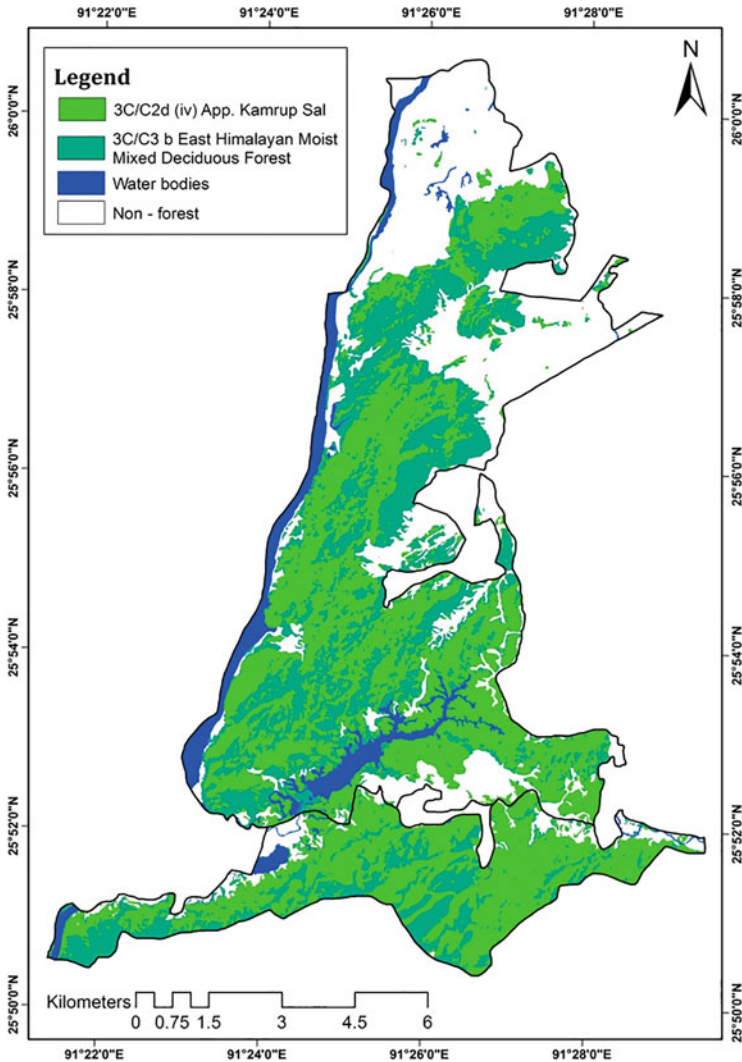 91°22'0"E 91°24'0"E 91°26'0"E 91°28'0"E
N
Legend
3C/C2d (iv) App. Kamrup Sal
3C/C3 b East Himalayan Moist
Mixed Deciduous Forest
Water bodies
Non - forest
26°0'0"N 26°0'0"N
25°58'0"N 25°58'0"N
25°56'0"N 25°56'0"N
25°54'0"N 25°54'0"N
25°52'0"N 25°52'0"N
25°50'0"N 25°50'0"N
Kilometers
0 0.75 1.5 3 4.5 6
91°22'0"E 91°24'0"E 91°26'0"E 91°28'0"E